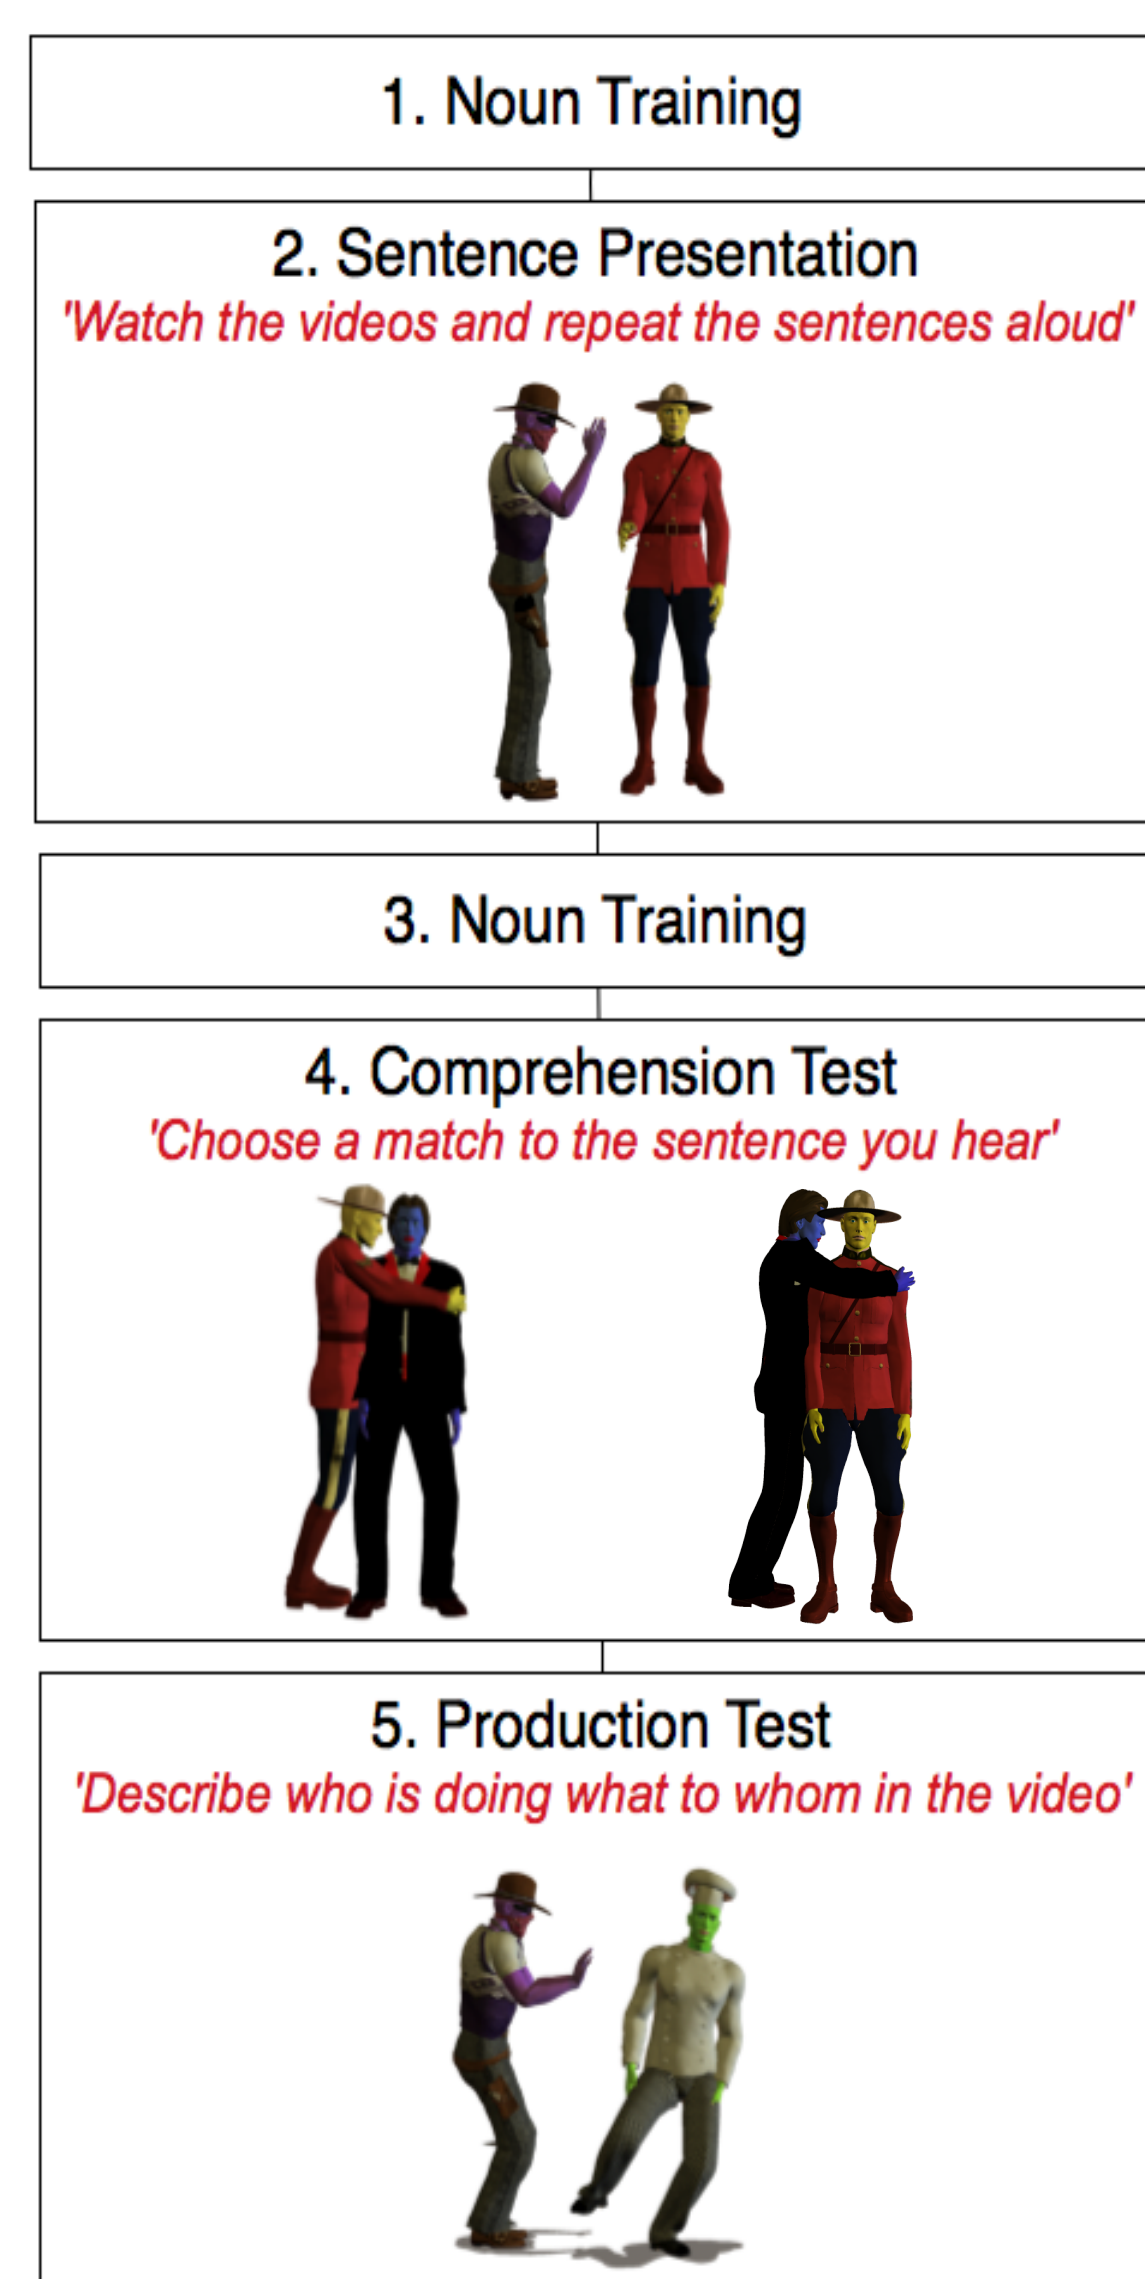 1. Noun Training
2. Sentence Presentation
'Watch the videos and repeat the sentences aloud'
3. Noun Training
4. Comprehension Test
'Choose a match to the sentence you hear'
5. Production Test
'Describe who is doing what to whom in the video'